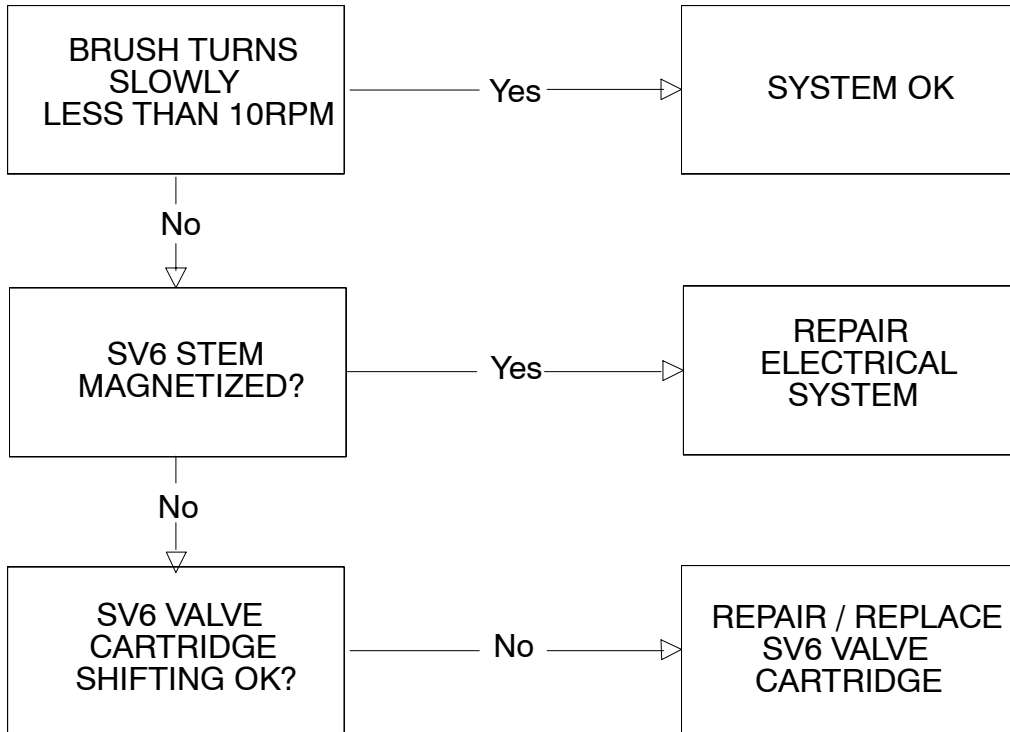 BRUSH TURNS
SLOWLY
LESS THAN 10RPM
Yes
SYSTEM OK
No
SV6 STEM
MAGNETIZED?
Yes
REPAIR
ELECTRICAL
SYSTEM
No
SV6 VALVE
CARTRIDGE
SHIFTING OK?
No
REPAIR / REPLACE
SV6 VALVE
CARTRIDGE